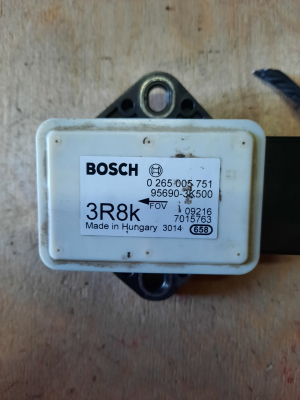 BOSCH
0 265 005 751
95690-3K500
3R8k
FOV
09216
7015763
Made in Hungary 3014 658